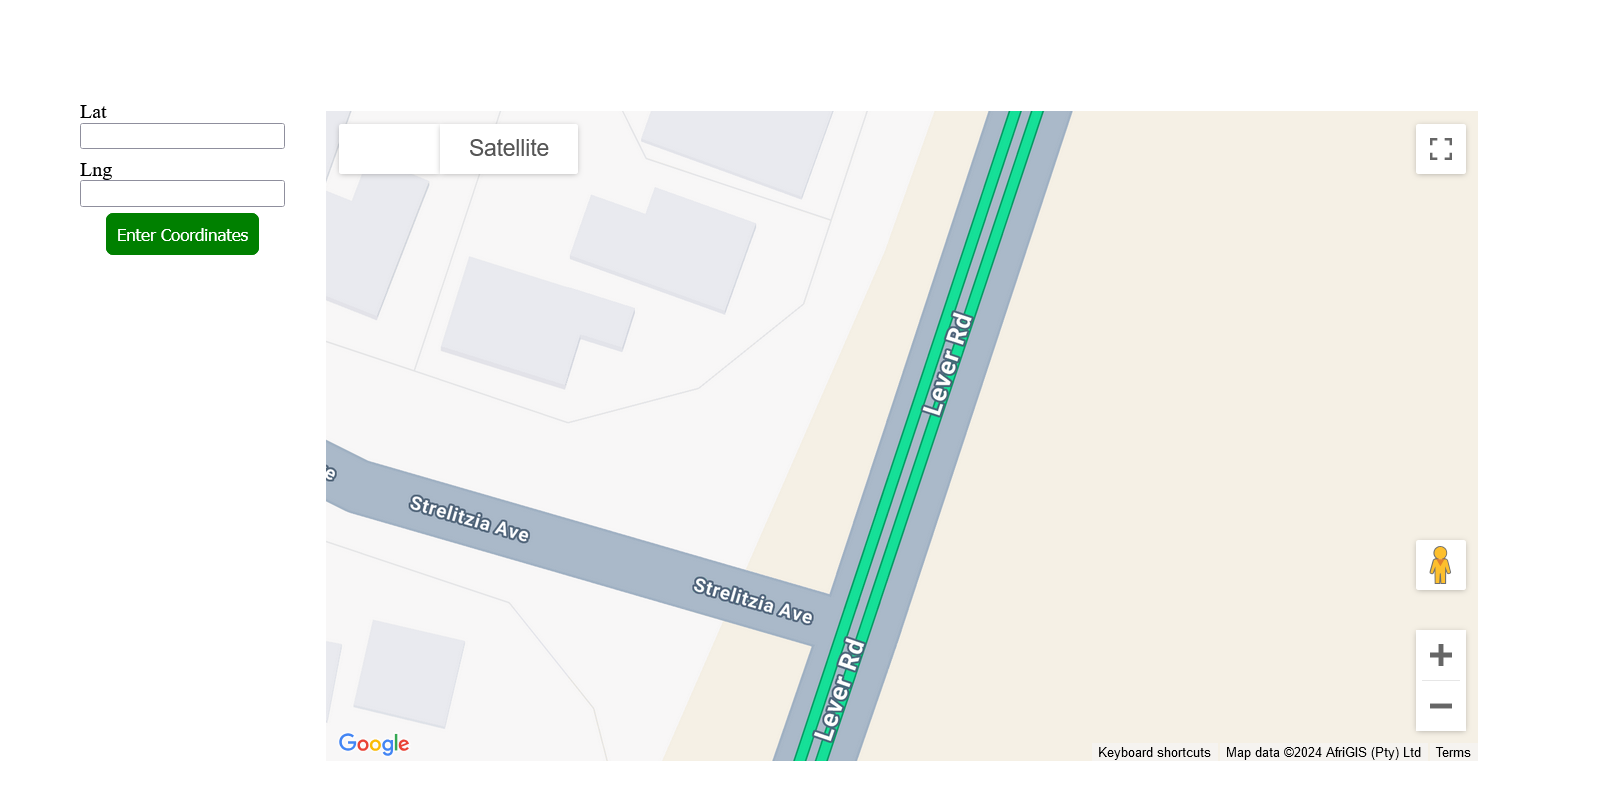 Lat
Lng
Enter Coordinates
Satellite
Lever Rd
e
Strelitzia Ave
Strelitzia Ave
Lever Rd
Google
Keyboard shortcuts
Map data ©2024 AfriGIS (Pty) Ltd
Terms